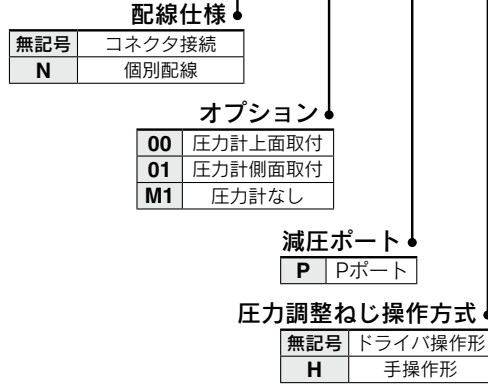 配線仕様
無記号 コネクタ接続
N 個別配線
オプション
00 圧力計上面取付
01 圧力計側面取付
M1 圧力計なし
減圧ポート
P Pポート
圧力調整ねじ操作方式
無記号 ドライバ操作形
H 手操作形